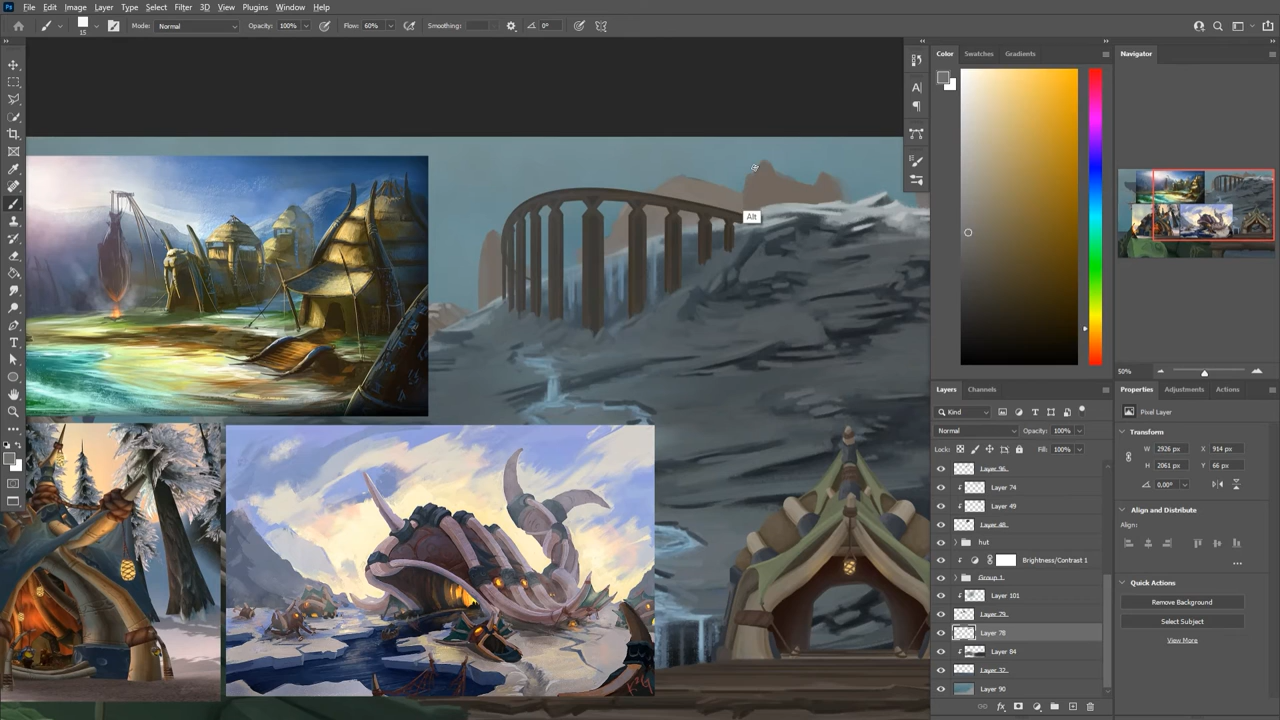 Ps File Edit Image Layer Type Select Filter 3D View Plugins Window Help
15 Mode: Normal Opacity: 100% Flow: 60% Smoothing: 0°
Color Swatches Gradients
Navigator
Alt
50%
Layers Channels
Kind
Normal Opacity: 100%
Lock: Fill: 100%
Layer 96
Layer 74
Layer 49
Layer 48
hut
Brightness/Contrast 1
Group 1
Layer 101
Layer 79
Layer 78
Layer 84
Layer 32
Layer 90
fx
Properties Adjustments Actions
Pixel Layer
Transform
W 2926 px X 914 px
H 2061 px Y 66 px
0,00°
Align and Distribute
Align:
Quick Actions
Remove Background
Select Subject
View More